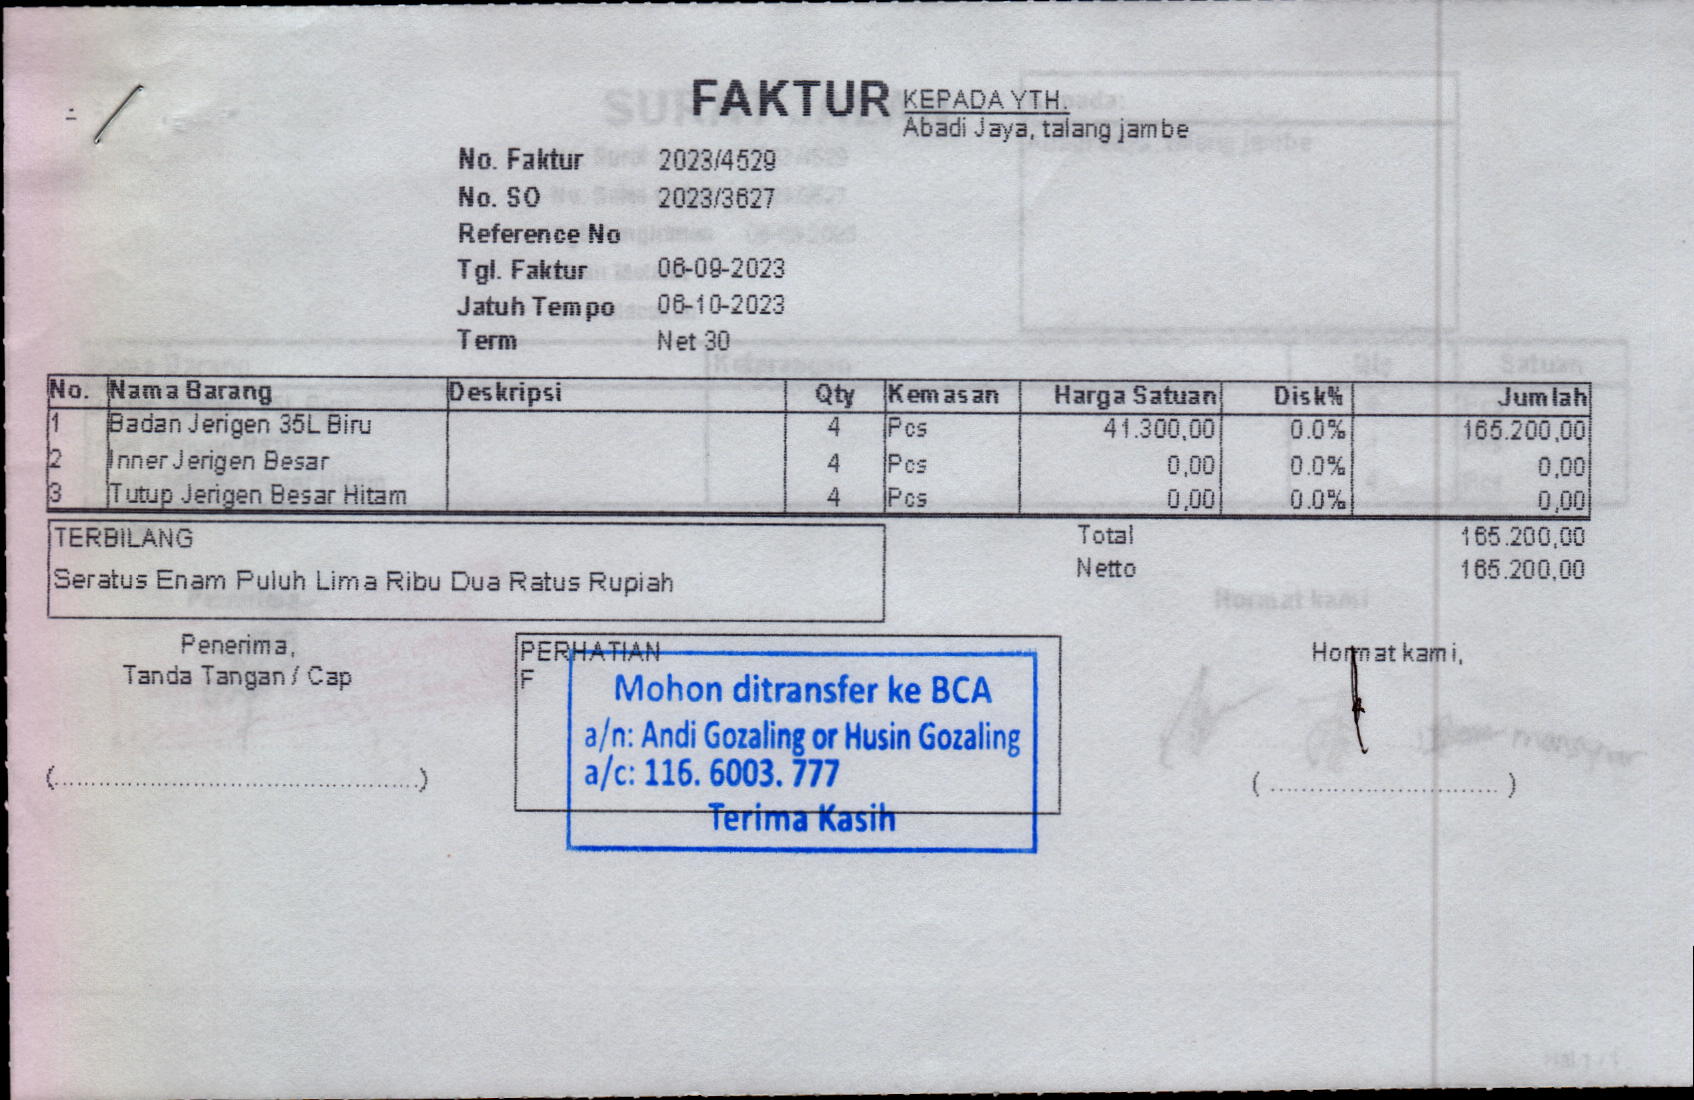 FAKTUR
KEPADA YTH.
Abadi Jaya, talang jambe
No. Faktur 2023/4529
No. SO 2023/3627
Reference No
Tgl. Faktur 06-09-2023
Jatuh Tempo 06-10-2023
Term Net 30
No. Nama Barang Deskripsi Qty Kemasan Harga Satuan Disk% Jumlah
1 Badan Jerigen 35L Biru 4 Pcs 41.300,00 0.0% 165.200,00
2 Inner Jerigen Besar 4 Pcs 0,00 0.0% 0,00
3 Tutup Jerigen Besar Hitam 4 Pcs 0,00 0.0% 0,00
TERBILANG
Seratus Enam Puluh Lima Ribu Dua Ratus Rupiah
Total 165.200,00
Netto 165.200,00
Penerima,
Tanda Tangan / Cap
(..............................................)
PERHATIAN
F
Mohon ditransfer ke BCA
a/n: Andi Gozaling or Husin Gozaling
a/c: 116. 6003. 777
Terima Kasih
Hormat kami,
( ............................. )